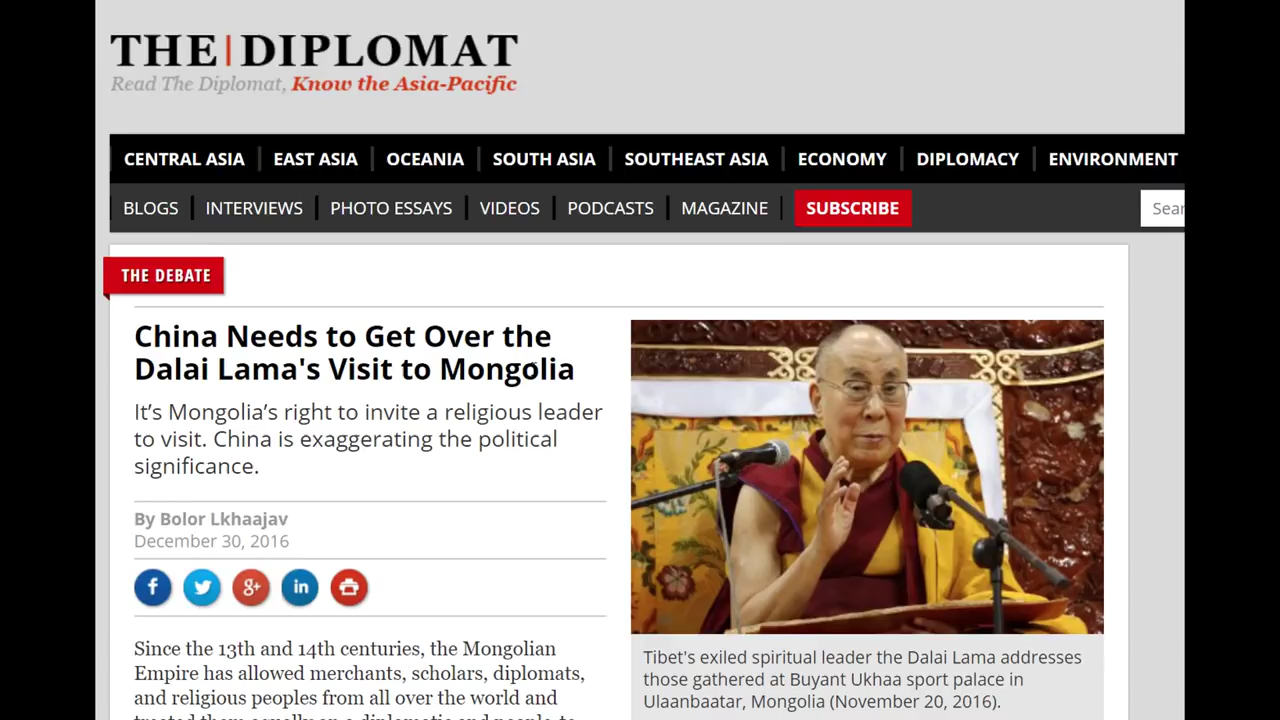 THE|DIPLOMAT
Read The Diplomat, Know the Asia-Pacific
CENTRAL ASIA EAST ASIA OCEANIA SOUTH ASIA SOUTHEAST ASIA ECONOMY DIPLOMACY ENVIRONMENT
BLOGS INTERVIEWS PHOTO ESSAYS VIDEOS PODCASTS MAGAZINE SUBSCRIBE
THE DEBATE
China Needs to Get Over the
Dalai Lama's Visit to Mongolia
It’s Mongolia’s right to invite a religious leader
to visit. China is exaggerating the political
significance.
By Bolor Lkhaajav
December 30, 2016
Since the 13th and 14th centuries, the Mongolian
Empire has allowed merchants, scholars, diplomats,
and religious peoples from all over the world and
Tibet's exiled spiritual leader the Dalai Lama addresses
those gathered at Buyant Ukhaa sport palace in
Ulaanbaatar, Mongolia (November 20, 2016).